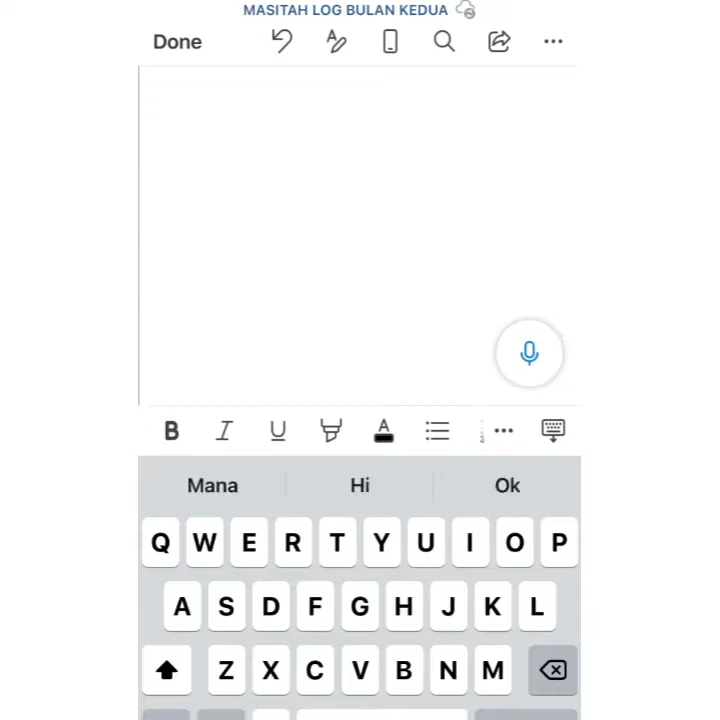 MASITAH LOG BULAN KEDUA
Done
B I U A
Mana Hi Ok
Q W E R T Y U I O P
A S D F G H J K L
Z X C V B N M